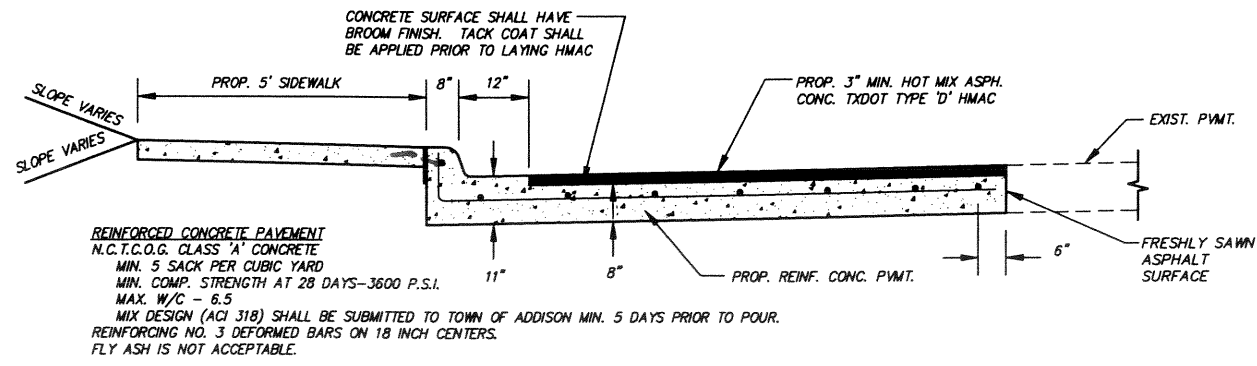 CONCRETE SURFACE SHALL HAVE
BROOM FINISH. TACK COAT SHALL
BE APPLIED PRIOR TO LAYING HMAC
PROP. 5' SIDEWALK
8"
12"
PROP. 3" MIN. HOT MIX ASPH.
CONC. TXDOT TYPE 'D' HMAC
SLOPE VARIES
EXIST. PVMT.
SLOPE VARIES
REINFORCED CONCRETE PAVEMENT
N.C.T.C.O.G. CLASS 'A' CONCRETE
MIN. 5 SACK PER CUBIC YARD
MIN. COMP. STRENGTH AT 28 DAYS-3600 P.S.I.
MAX. W/C - 6.5
MIX DESIGN (ACI 318) SHALL BE SUBMITTED TO TOWN OF ADDISON MIN. 5 DAYS PRIOR TO POUR.
REINFORCING NO. 3 DEFORMED BARS ON 18 INCH CENTERS.
FLY ASH IS NOT ACCEPTABLE.
11"
8"
PROP. REINF. CONC. PVMT.
6"
FRESHLY SAWN
ASPHALT
SURFACE